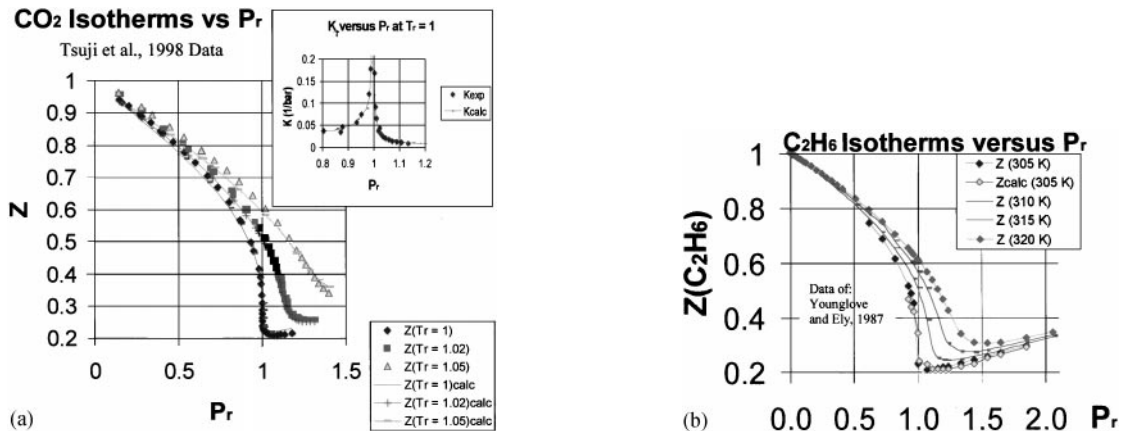 CO2 Isotherms vs Pr
Tsuji et al., 1998 Data
KT versus Pr at Tr = 1
0.2
0.15
0.1
0.05
0
K (1/bar)
0.8 0.9 1 1.1 1.2
Pr
Kexp
Kcalc
1
0.9
0.8
0.7
0.6
0.5
0.4
0.3
0.2
Z
0 0.5 1 1.5
Pr
Z(Tr = 1)
Z(Tr = 1.02)
Z(Tr = 1.05)
Z(Tr = 1)calc
Z(Tr = 1.02)calc
Z(Tr = 1.05)calc
(a)
C2H6 Isotherms versus Pr
Z (305 K)
Zcalc (305 K)
Z (310 K)
Z (315 K)
Z (320 K)
1
0.8
0.6
0.4
0.2
Z(C2H6)
Data of:
Younglove
and Ely, 1987
0.0 0.5 1.0 1.5 2.0 Pr
(b)